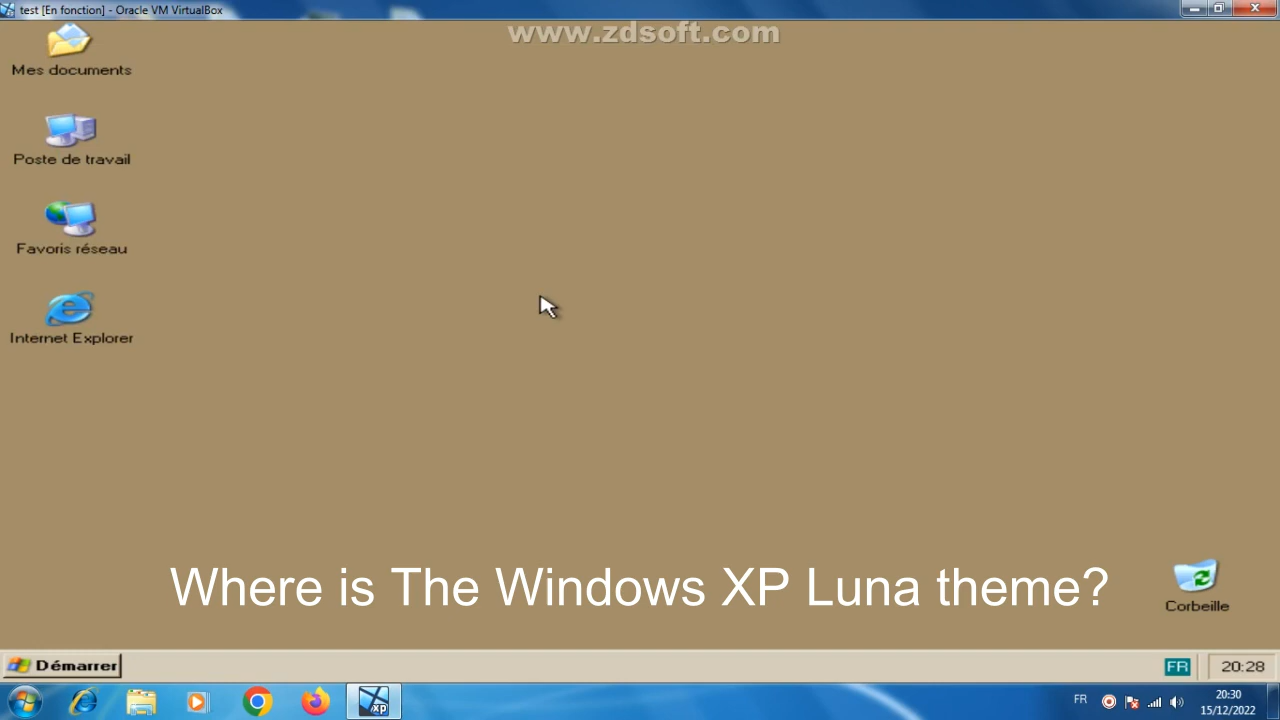 test [En fonction] - Oracle VM VirtualBox
www.zdsoft.com
Mes documents
Poste de travail
Favoris réseau
Internet Explorer
Where is The Windows XP Luna theme?
Corbeille
Démarrer
FR
20:28
xp
FR
20:30
15/12/2022